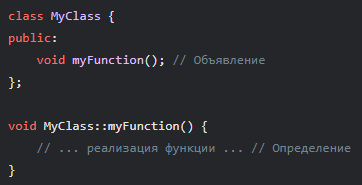 class MyClass {
public:
    void myFunction(); // Объявление
};

void MyClass::myFunction() {
    // ... реализация функции ... // Определение
}